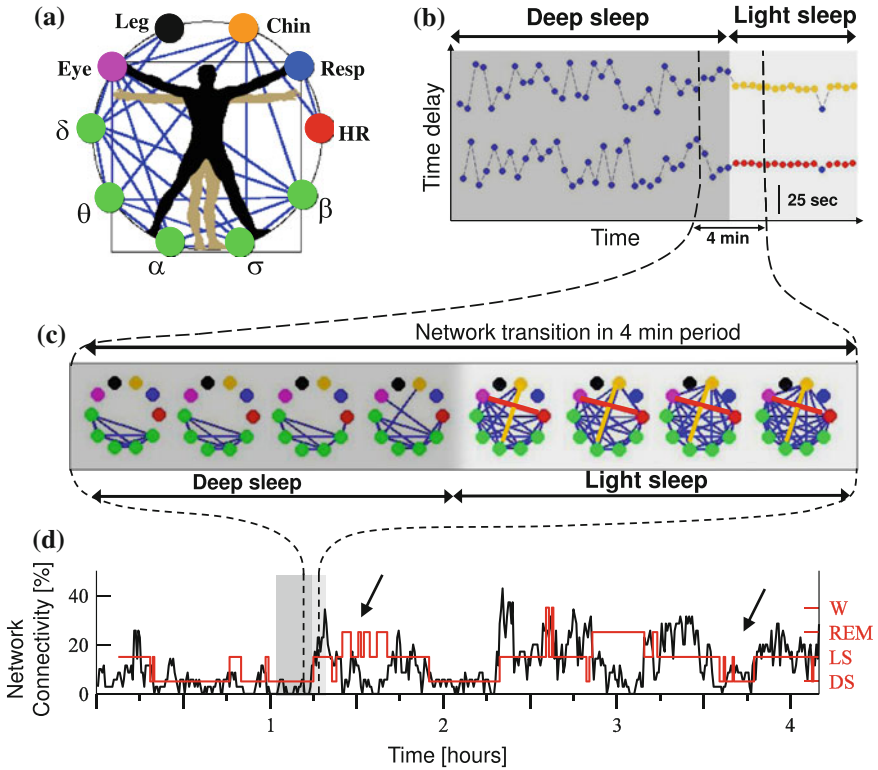 (a)
Leg
Chin
Eye
Resp
δ
HR
θ
β
α
σ
(b)
Deep sleep
Light sleep
Time delay
25 sec
Time
4 min
(c)
Network transition in 4 min period
Deep sleep
Light sleep
(d)
Network
Connectivity [%]
40
20
0
W
REM
LS
DS
1
2
3
4
Time [hours]